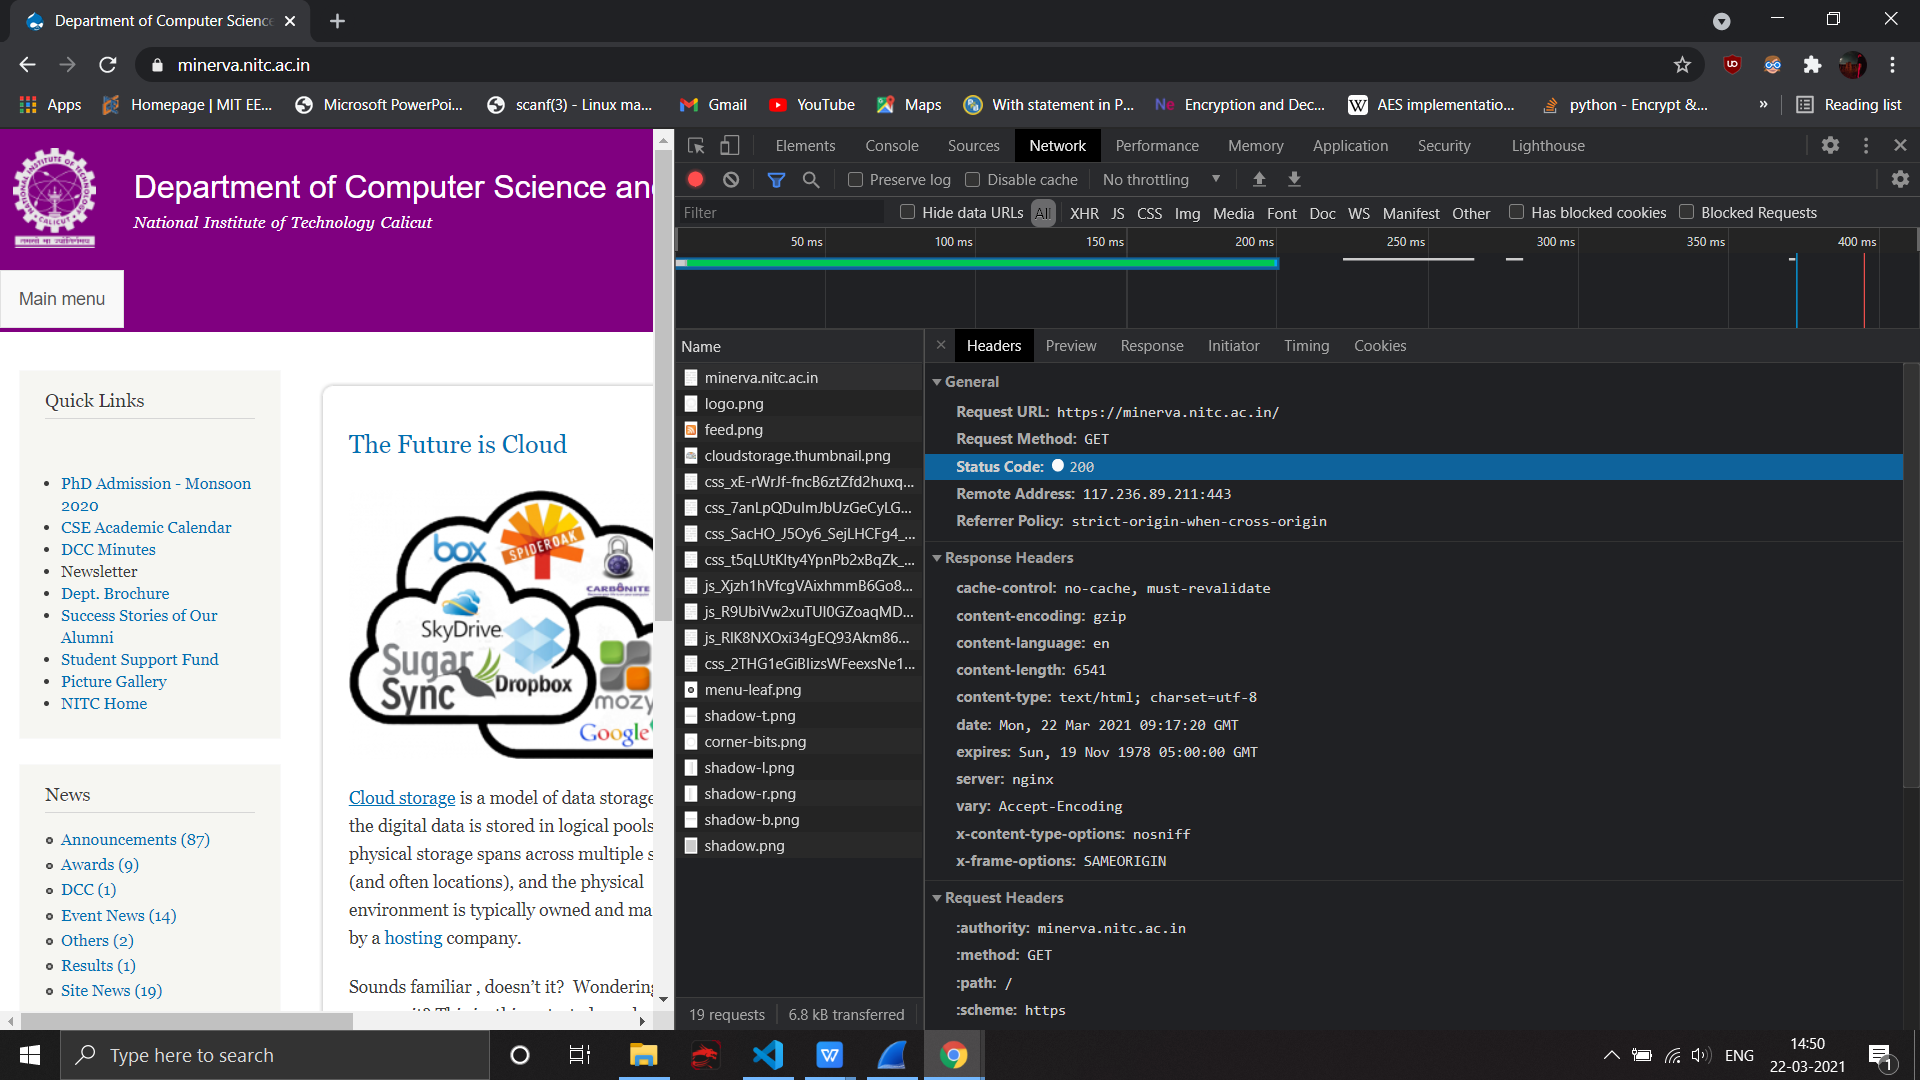 Department of Computer Science
minerva.nitc.ac.in
Apps
Homepage | MIT EE...
Microsoft PowerPoi...
scanf(3) - Linux ma...
Gmail
YouTube
Maps
With statement in P...
Encryption and Dec...
AES implementatio...
python - Encrypt &...
»
Reading list
Department of Computer Science and
National Institute of Technology Calicut
Main menu
Quick Links
PhD Admission - Monsoon
2020
CSE Academic Calendar
DCC Minutes
Newsletter
Dept. Brochure
Success Stories of Our
Alumni
Student Support Fund
Picture Gallery
NITC Home
News
Announcements (87)
Awards (9)
DCC (1)
Event News (14)
Others (2)
Results (1)
Site News (19)
The Future is Cloud
box
SPIDEROAK
CARBONITE
SkyDrive
Sugar
Sync
Dropbox
mozy
Google
Cloud storage is a model of data storage
the digital data is stored in logical pools
physical storage spans across multiple s
(and often locations), and the physical
environment is typically owned and ma
by a hosting company.
Sounds familiar , doesn't it?  Wondering
Elements
Console
Sources
Network
Performance
Memory
Application
Security
Lighthouse
Preserve log
Disable cache
No throttling
Filter
Hide data URLs
All
XHR
JS
CSS
Img
Media
Font
Doc
WS
Manifest
Other
Has blocked cookies
Blocked Requests
50 ms
100 ms
150 ms
200 ms
250 ms
300 ms
350 ms
400 ms
Name
minerva.nitc.ac.in
logo.png
feed.png
cloudstorage.thumbnail.png
css_xE-rWrJf-fncB6ztZfd2huxq...
css_7anLpQDulmJbUzGeCyLG...
css_SacHO_J5Oy6_SejLHCFg4_...
css_t5qLUtKlty4YpnPb2xBqZk_...
js_Xjzh1hVfcgVAixhmmB6Go8...
js_R9UbiVw2xuTUI0GZoaqMD...
js_RlK8NXOxi34gEQ93Akm86...
css_2THG1eGiBIizsWFeexsNe1...
menu-leaf.png
shadow-t.png
corner-bits.png
shadow-l.png
shadow-r.png
shadow-b.png
shadow.png
19 requests
6.8 kB transferred
Headers
Preview
Response
Initiator
Timing
Cookies
General
Request URL: https://minerva.nitc.ac.in/
Request Method: GET
Status Code: 200
Remote Address: 117.236.89.211:443
Referrer Policy: strict-origin-when-cross-origin
Response Headers
cache-control: no-cache, must-revalidate
content-encoding: gzip
content-language: en
content-length: 6541
content-type: text/html; charset=utf-8
date: Mon, 22 Mar 2021 09:17:20 GMT
expires: Sun, 19 Nov 1978 05:00:00 GMT
server: nginx
vary: Accept-Encoding
x-content-type-options: nosniff
x-frame-options: SAMEORIGIN
Request Headers
:authority: minerva.nitc.ac.in
:method: GET
:path: /
:scheme: https
Type here to search
ENG
14:50
22-03-2021
1